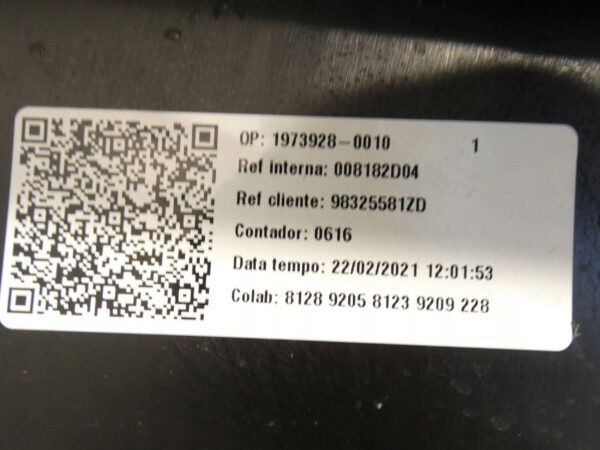 OP: 1973928-0010 1
Ref interna: 008182D04
Ref cliente: 98325581ZD
Contador: 0616
Data tempo: 22/02/2021 12:01:53
Colab: 8128 9205 8123 9209 228